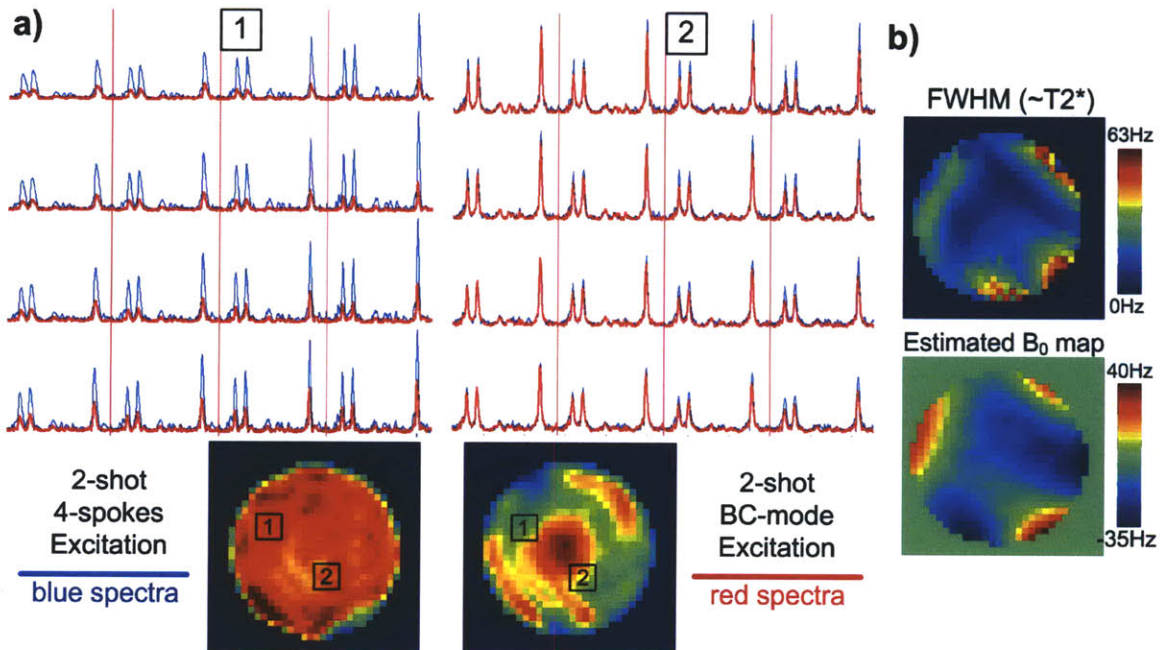 a)
1
2
b)
FWHM (~T2*)
63Hz
0Hz
Estimated B₀ map
40Hz
-35Hz
2-shot
4-spokes
Excitation
blue spectra
1
2
1
2
2-shot
BC-mode
Excitation
red spectra